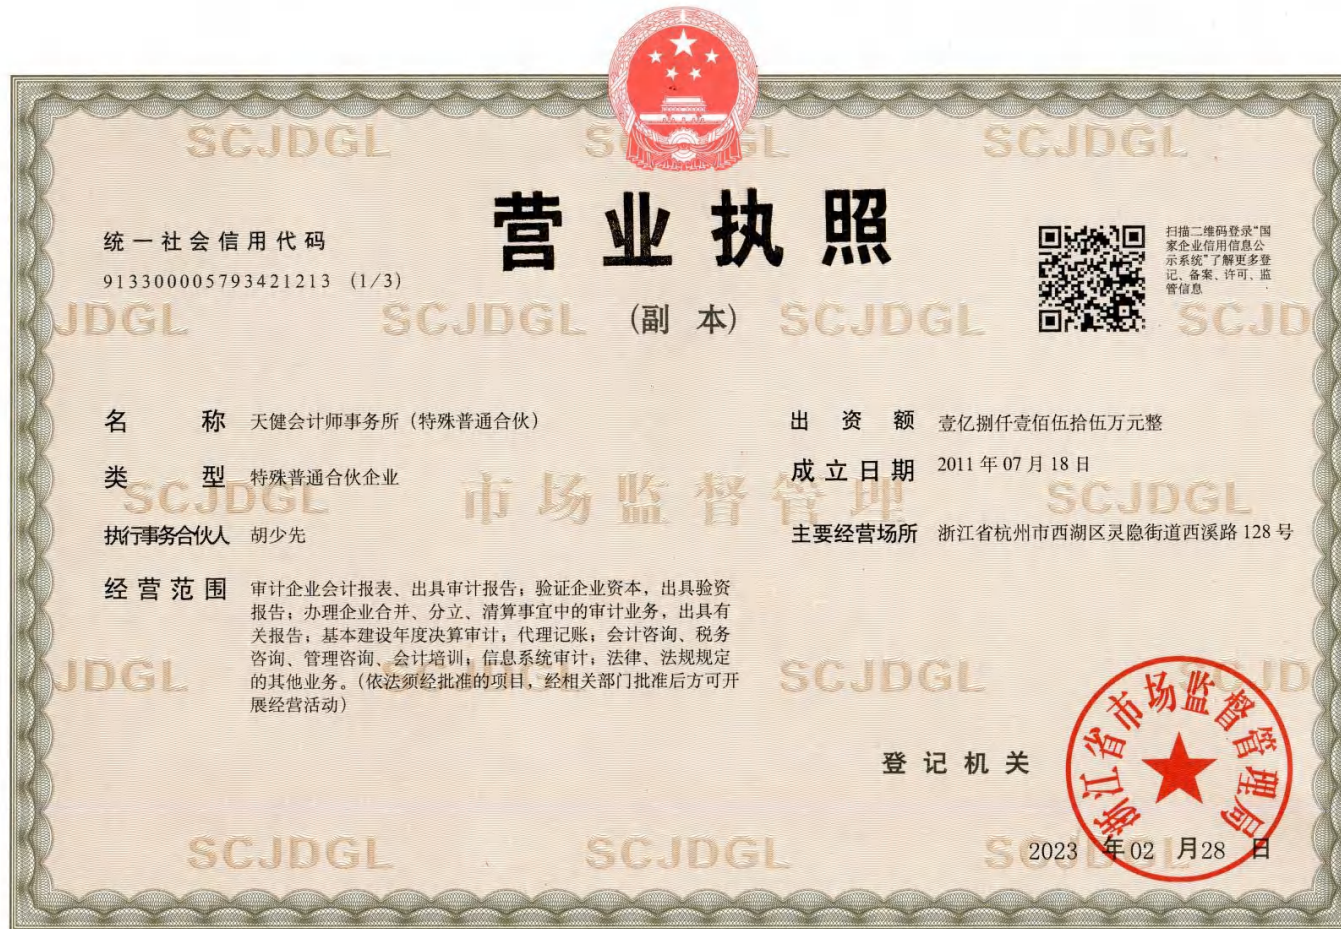 SCJDGL SCJDGL SCJDGL
营业执照
统一社会信用代码
913300005793421213 (1/3)
扫描二维码登录“国
家企业信用信息公
示系统”了解更多登
记、备案、许可、监
管信息
JDGL SCJDGL (副 本) SCJDGL SCJD
名 称 天健会计师事务所（特殊普通合伙）
出 资 额 壹亿捌仟壹佰伍拾伍万元整
类 型 特殊普通合伙企业
成立日期 2011年07月18日
SCJDGL 市场监督管理 SCJDGL
执行事务合伙人 胡少先
主要经营场所 浙江省杭州市西湖区灵隐街道西溪路128号
经营范围 审计企业会计报表、出具审计报告；验证企业资本，出具验资
报告；办理企业合并、分立、清算事宜中的审计业务，出具有
关报告；基本建设年度决算审计；代理记账；会计咨询、税务
咨询、管理咨询、会计培训；信息系统审计；法律、法规规定
的其他业务。（依法须经批准的项目，经相关部门批准后方可开
展经营活动）
JDGL SCJDGL SCJDGL SCJD
登记机关
浙江省市场监督管理局
SCJDGL SCJDGL SCJDGL
2023 年02 月28 日